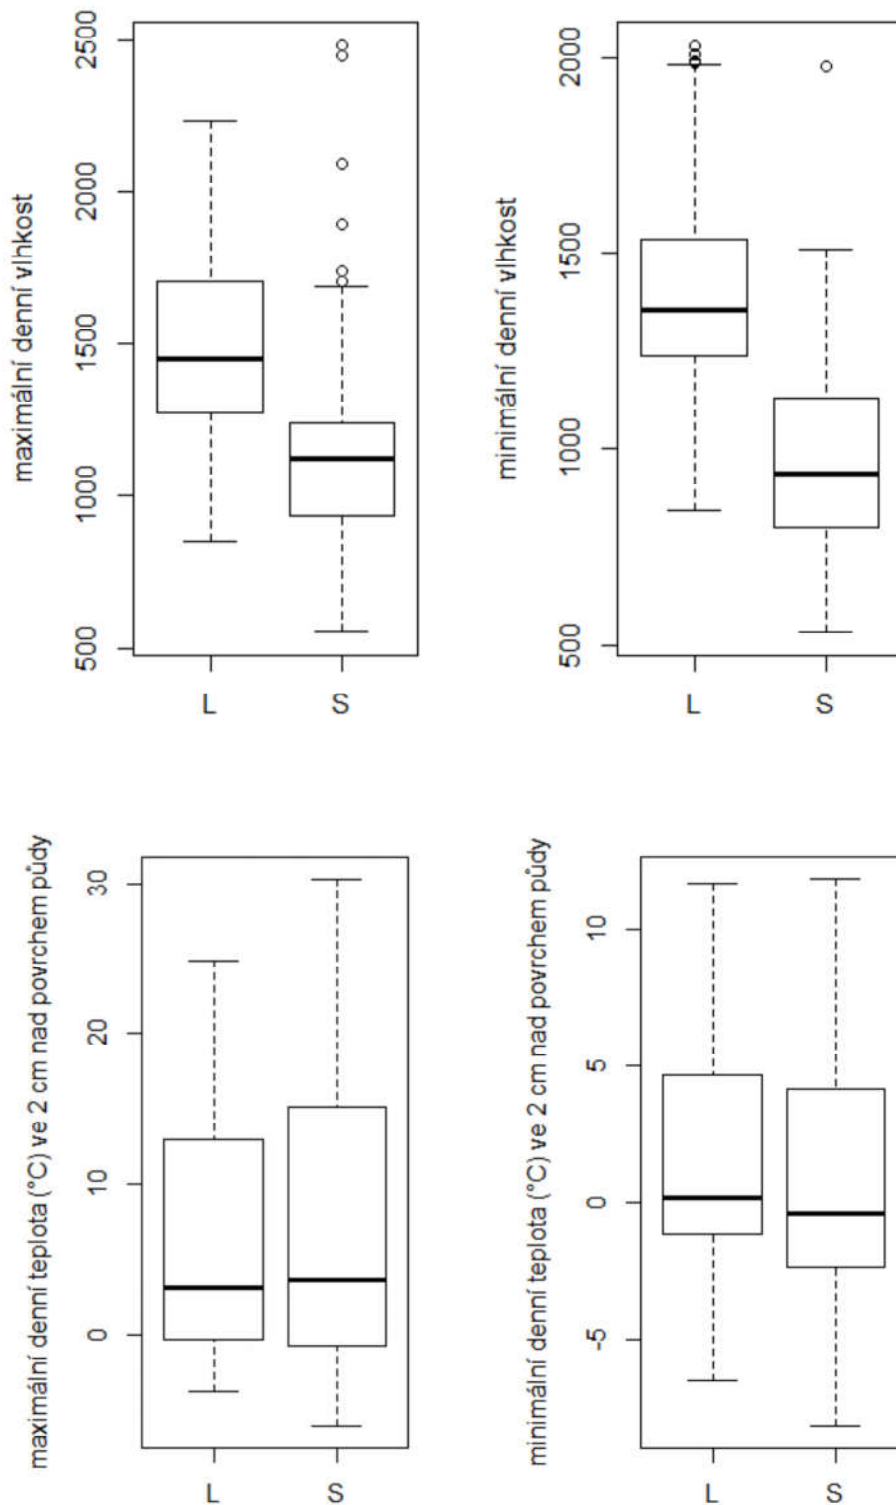 maximální denní vlhkost
500
1000
1500
2000
2500
L
S
minimální denní vlhkost
500
1000
1500
2000
L
S
maximální denní teplota (°C) ve 2 cm nad povrchem půdy
0
10
20
30
L
S
minimální denní teplota (°C) ve 2 cm nad povrchem půdy
-5
0
5
10
L
S